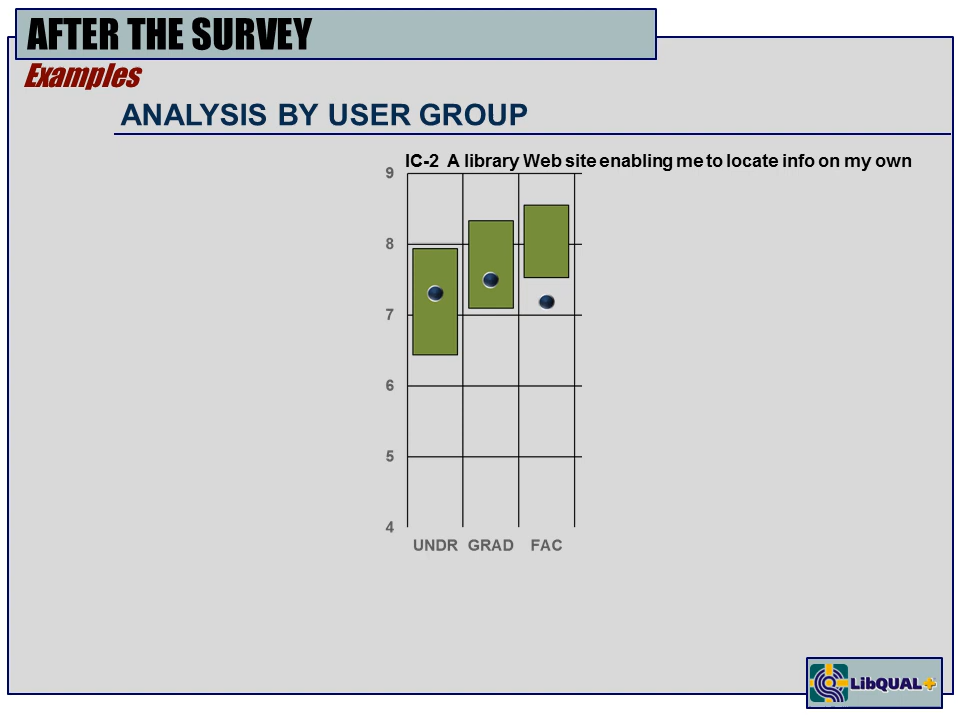 AFTER THE SURVEY
Examples
ANALYSIS BY USER GROUP
IC-2 A library Web site enabling me to locate info on my own
9
8
7
6
5
4
UNDR GRAD FAC
LibQUAL+